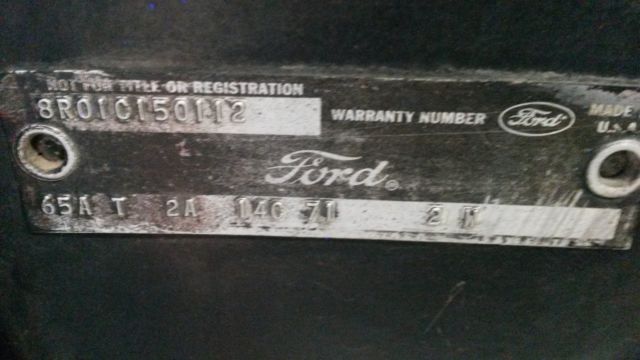 NOT FOR TITLE OR REGISTRATION
8R01C150112
WARRANTY NUMBER
Ford
MADE
U.S.A
Ford®
65A T 2A 14C 71 2